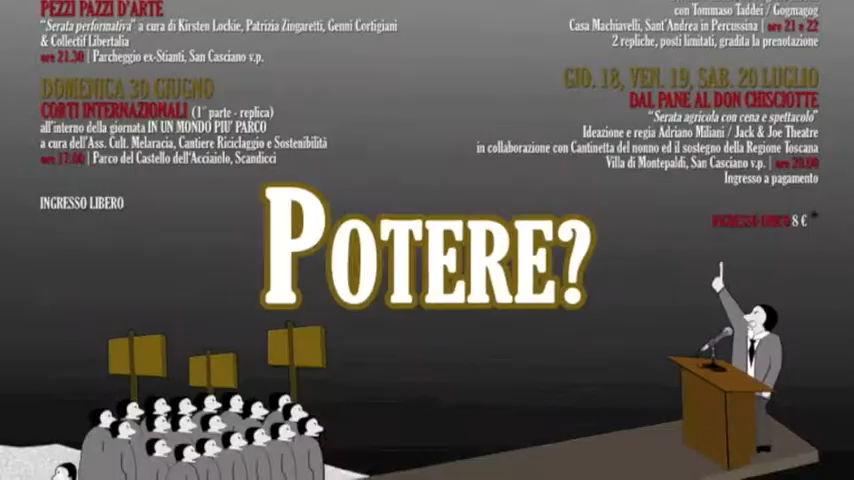 PEZZI PAZZI D'ARTE
"Serata performativa" a cura di Kirsten Lockie, Patrizia Zingaretti, Genni Cortigiani
& Collectif Libertalia
ore 21.30 | Parcheggio ex-Stianti, San Casciano v.p.
DOMENICA 30 GIUGNO
CORTI INTERNAZIONALI (1° parte - replica)
all'interno della giornata IN UN MONDO PIU' PARCO
a cura dell'Ass. Cult. Melaracia, Cantiere Riciclaggio e Sostenibilità
ore 17.00 | Parco del Castello dell'Acciaiolo, Scandicci
INGRESSO LIBERO
con Tommaso Taddei / Gogmagog
Casa Machiavelli, Sant'Andrea in Percussina | ore 21 e 22
2 repliche, posti limitati, gradita la prenotazione
GIO. 18, VEN. 19, SAB. 20 LUGLIO
DAL PANE AL DON CHISCIOTTE
"Serata agricola con cena e spettacolo"
Ideazione e regia Adriano Miliani / Jack & Joe Theatre
in collaborazione con Cantinetta del nonno ed il sostegno della Regione Toscana
Villa di Montepaldi, San Casciano v.p. | ore 20.00
Ingresso a pagamento
INGRESSO UNICO 8 € *
POTERE?